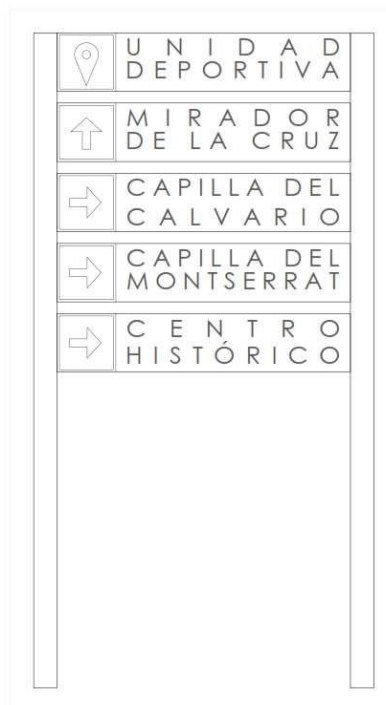 UNIDAD
DEPORTIVA
MIRADOR
DE LA CRUZ
CAPILLA DEL
CALVARIO
CAPILLA DEL
MONTSERRAT
CENTRO
HISTÓRICO